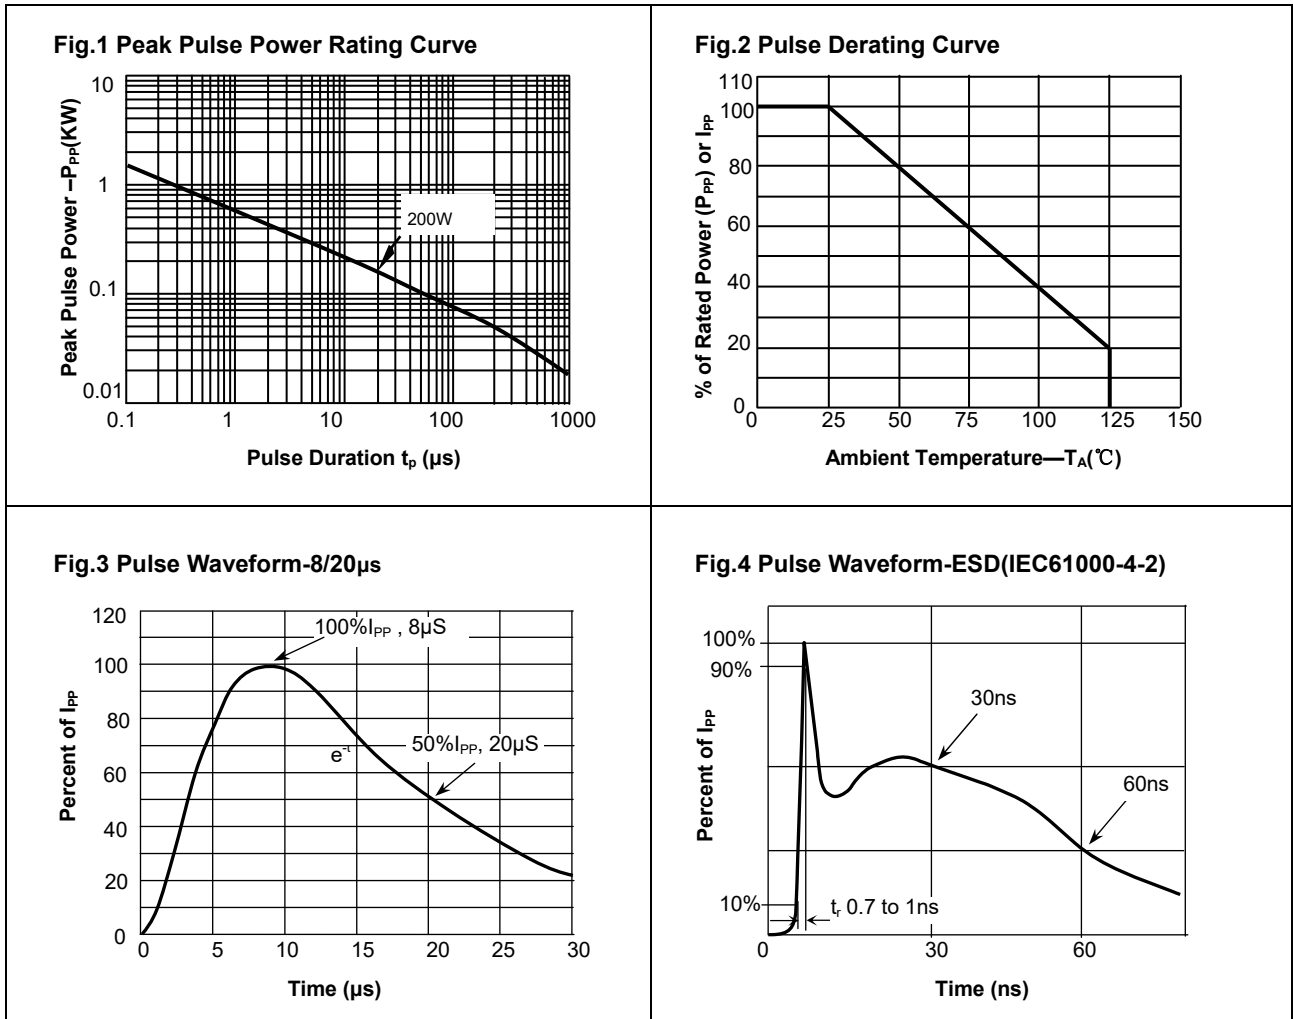 Fig.1 Peak Pulse Power Rating Curve
Peak Pulse Power –PPP(KW)
10
1
0.1
0.01
200W
0.1 1 10 100 1000
Pulse Duration tp (µs)
Fig.2 Pulse Derating Curve
% of Rated Power (PPP) or IPP
110
100
80
60
40
20
0
25 50 75 100 125 150
Ambient Temperature—TA(℃)
Fig.3 Pulse Waveform-8/20µs
Percent of IPP
120
100
80
60
40
20
0
100%IPP , 8µS
e-t
50%IPP, 20µS
0 5 10 15 20 25 30
Time (µs)
Fig.4 Pulse Waveform-ESD(IEC61000-4-2)
Percent of IPP
100%
90%
10%
30ns
60ns
tr 0.7 to 1ns
0 30 60
Time (ns)